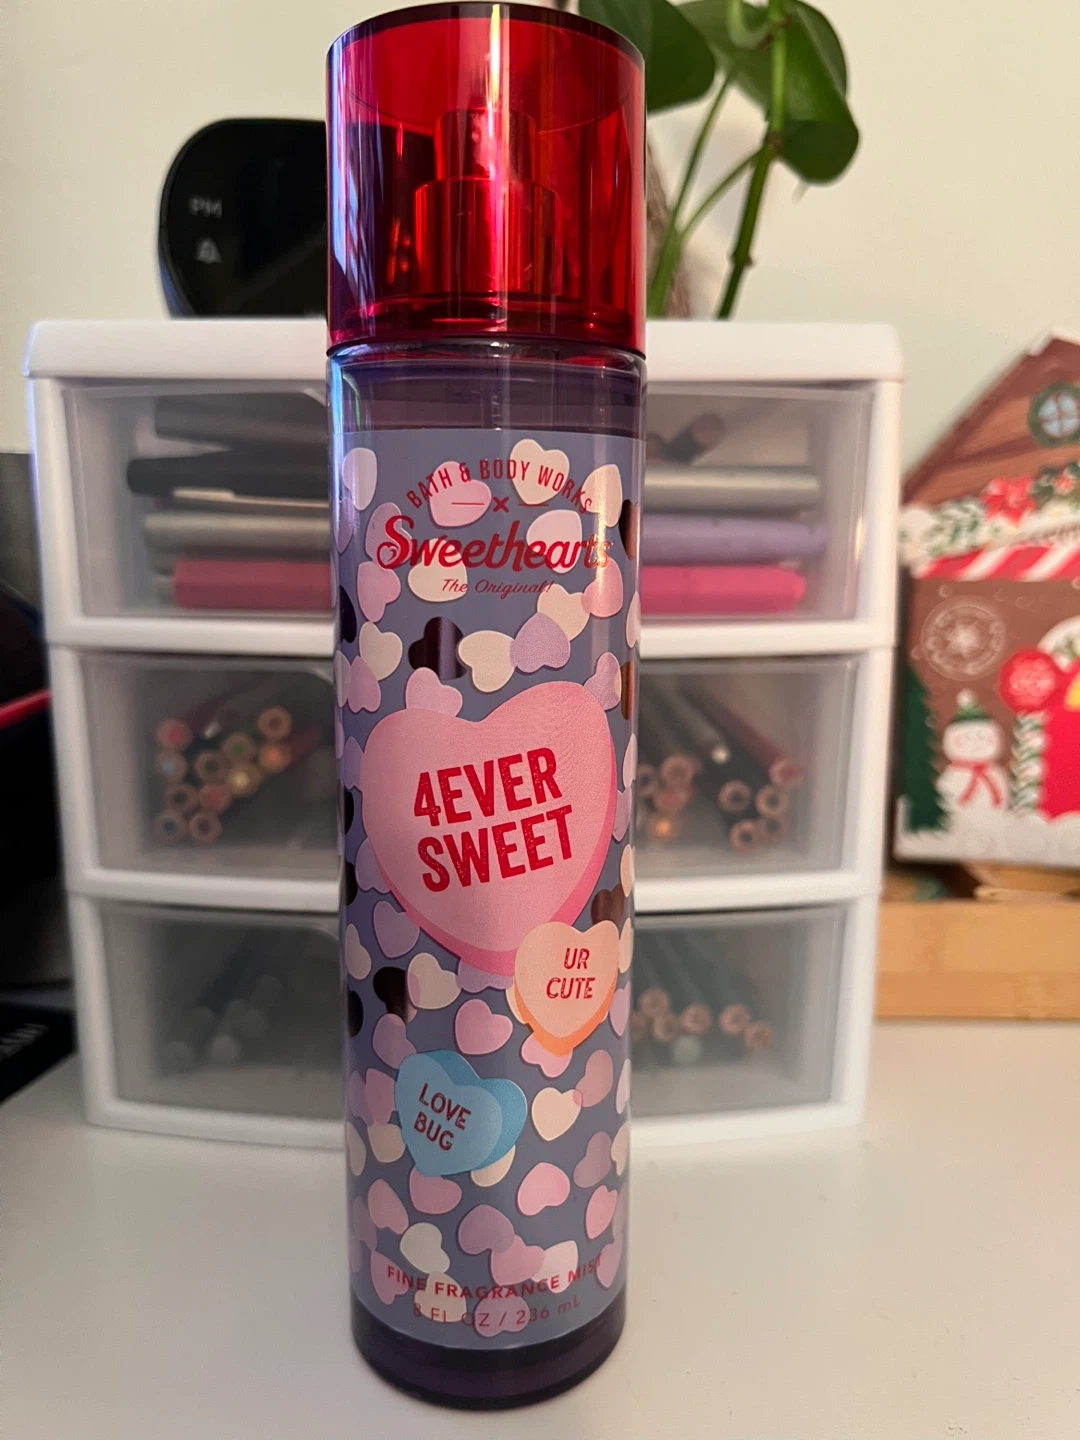 PM
BATH & BODY WORKS
X
Sweethearts
The Original!
4EVER
SWEET
UR
CUTE
LOVE
BUG
FINE FRAGRANCE MIST
8 FL OZ / 236 mL